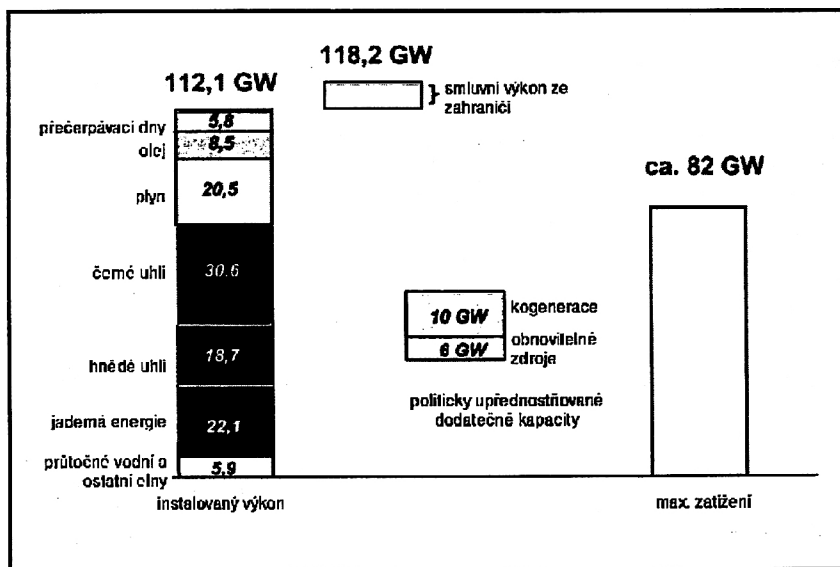 118,2 GW
112,1 GW
smluvní výkon ze
zahraničí
přečerpávací dny
5,8
olej
8,5
ca. 82 GW
plyn
20,5
černé uhlí
30.6
kogenerace
10 GW
obnovitelné
zdroje
6 GW
hnědé uhlí
18,7
politicky upřednostňované
dodatečné kapacity
jaderná energie
22,1
průtočné vodní a
ostatní elny
5,9
instalovaný výkon
max. zatížení